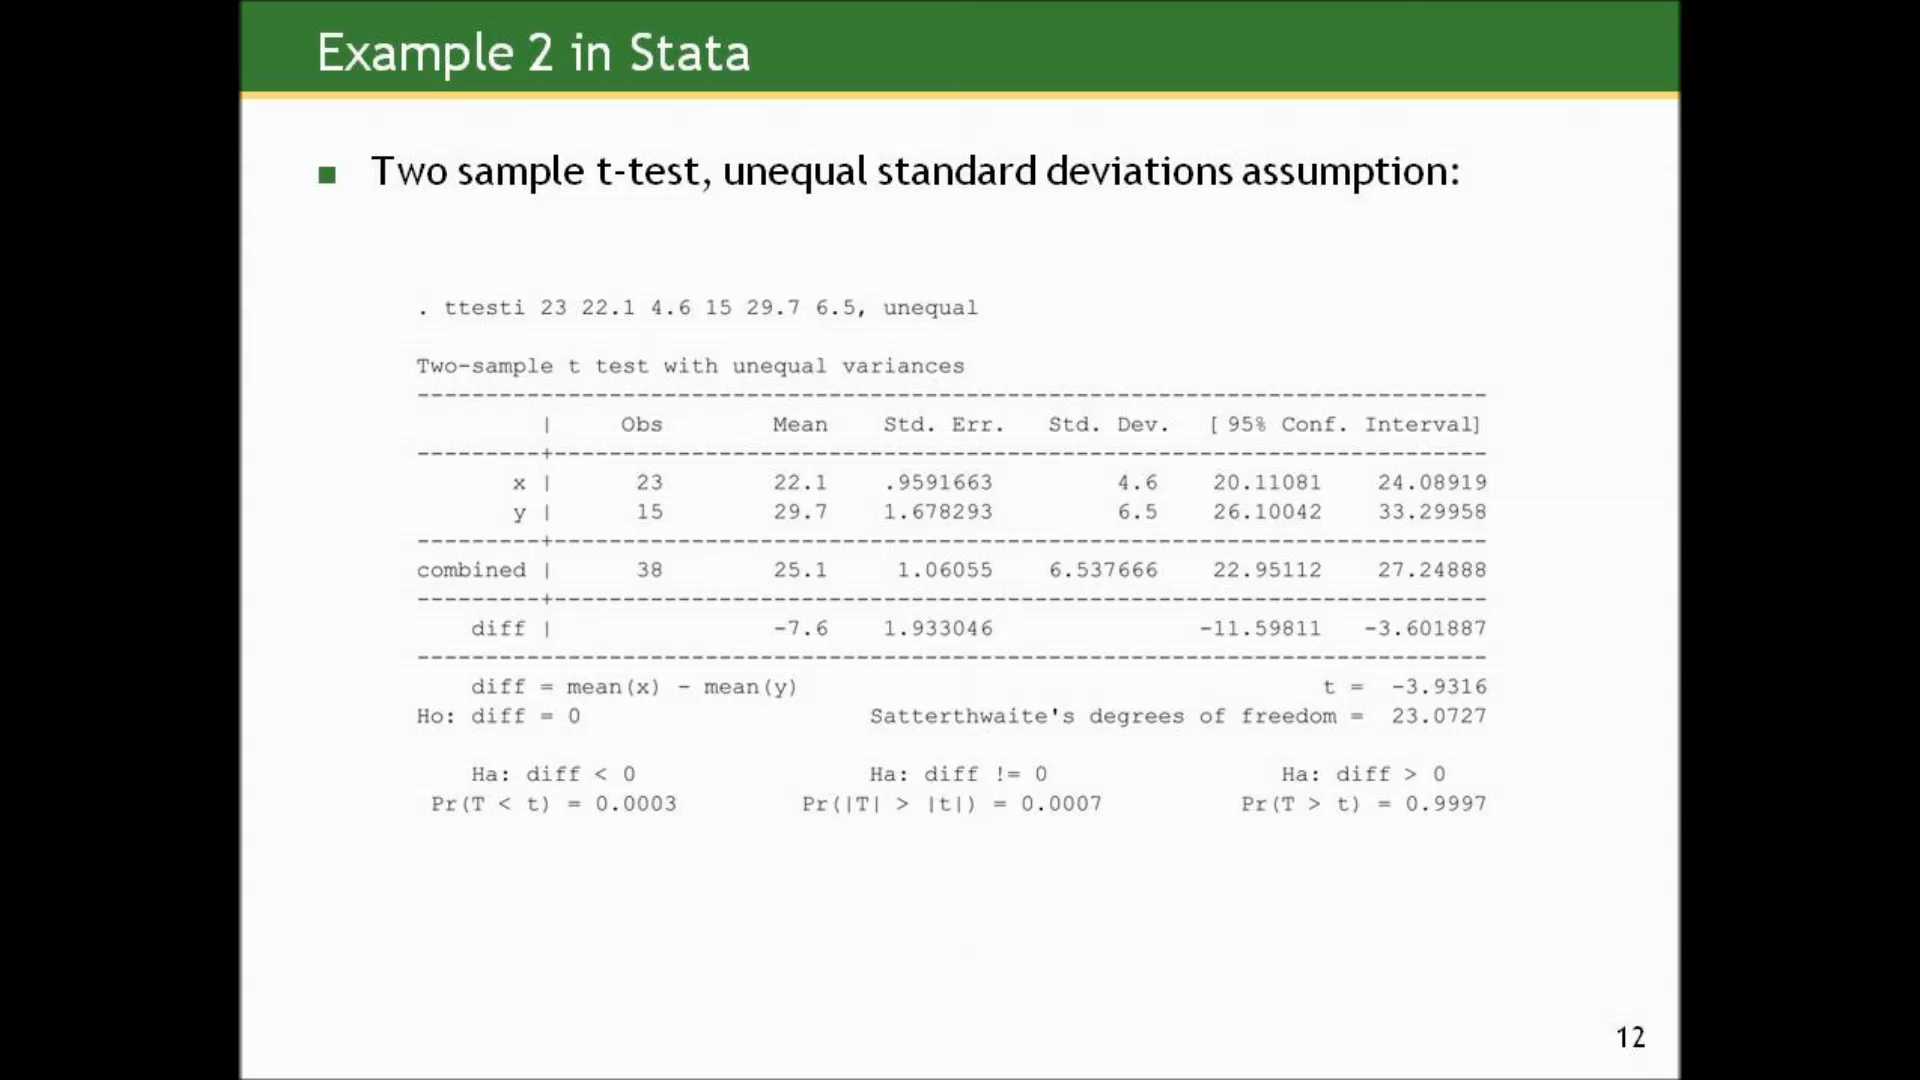 Example 2 in Stata
■ Two sample t-test, unequal standard deviations assumption:
. ttesti 23 22.1 4.6 15 29.7 6.5, unequal
Two-sample t test with unequal variances
------------------------------------------------------------------------------
         |     Obs        Mean    Std. Err.   Std. Dev.   [ 95% Conf. Interval]
---------+--------------------------------------------------------------------
       x |      23        22.1    .9591663         4.6    20.11081    24.08919
       y |      15        29.7    1.678293         6.5    26.10042    33.29958
---------+--------------------------------------------------------------------
combined |      38        25.1     1.06055    6.537666    22.95112    27.24888
---------+--------------------------------------------------------------------
    diff |                -7.6    1.933046               -11.59811   -3.601887
------------------------------------------------------------------------------
    diff = mean(x) - mean(y)                                      t =  -3.9316
Ho: diff = 0                     Satterthwaite's degrees of freedom =  23.0727
    Ha: diff < 0                 Ha: diff != 0                 Ha: diff > 0
 Pr(T < t) = 0.0003         Pr(|T| > |t|) = 0.0007          Pr(T > t) = 0.9997
12